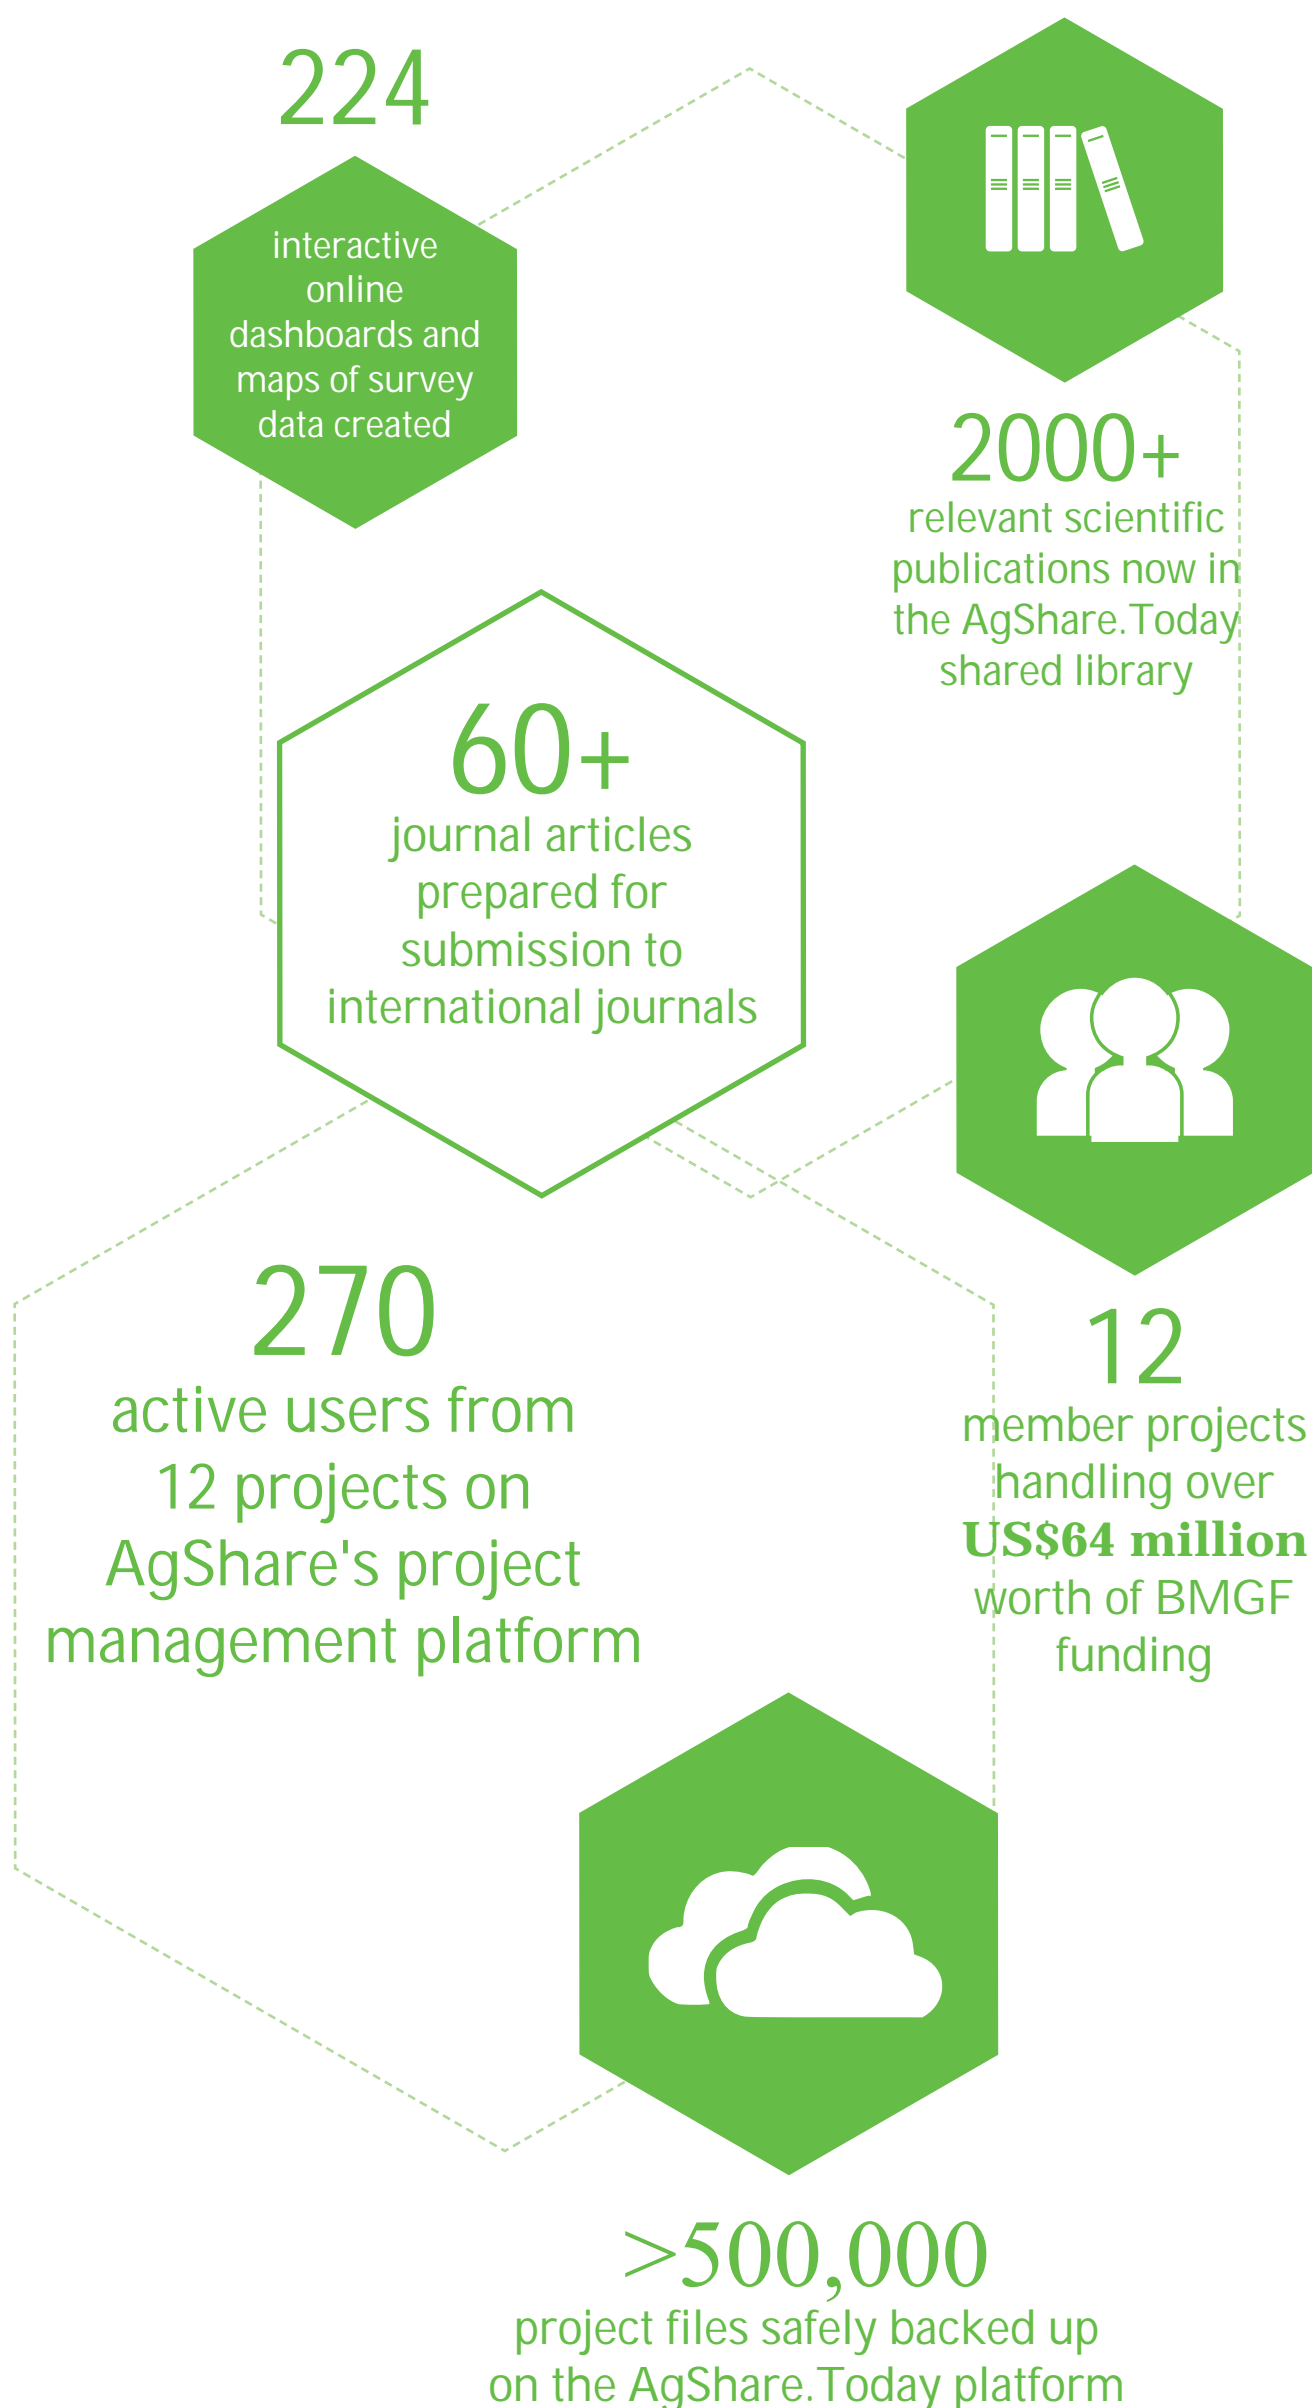 224
interactive
online
dashboards and
maps of survey
data created
2000+
relevant scientific
publications now in
the AgShare.Today
shared library
60+
journal articles
prepared for
submission to
international journals
270
active users from
12 projects on
AgShare's project
management platform
12
member projects
handling over
US$64 million
worth of BMGF
funding
>500,000
project files safely backed up
on the AgShare.Today platform